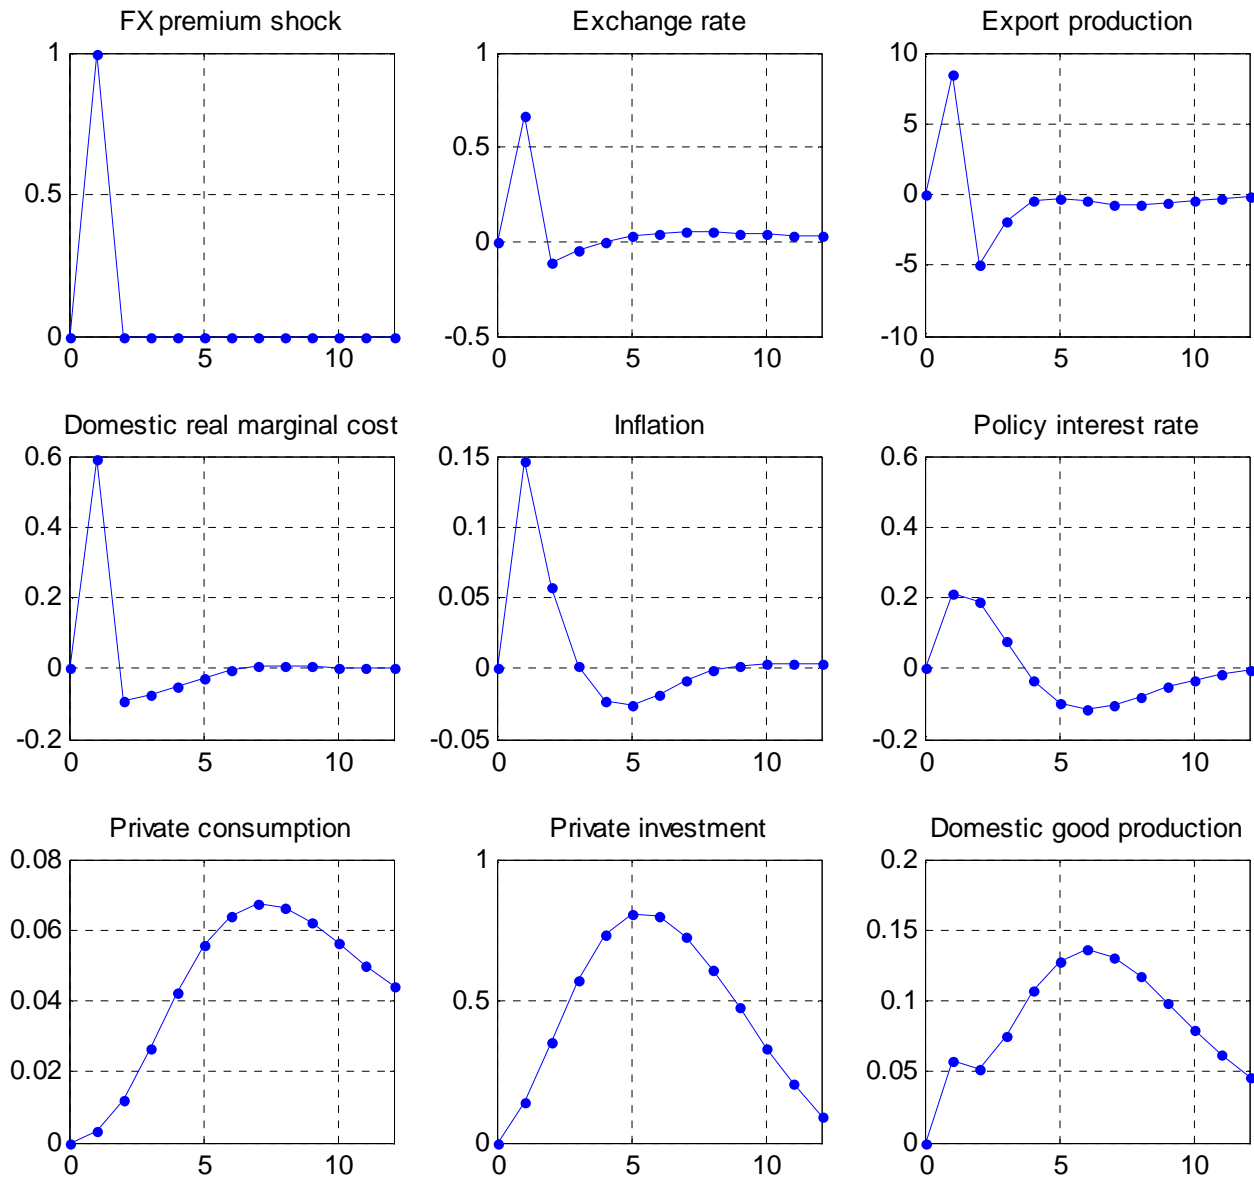 FX premium shock
1
0.5
0
0 5 10
Exchange rate
1
0.5
0
-0.5
0 5 10
Export production
10
5
0
-5
-10
0 5 10
Domestic real marginal cost
0.6
0.4
0.2
0
-0.2
0 5 10
Inflation
0.15
0.1
0.05
0
-0.05
0 5 10
Policy interest rate
0.6
0.4
0.2
0
-0.2
0 5 10
Private consumption
0.08
0.06
0.04
0.02
0
0 5 10
Private investment
1
0.5
0
0 5 10
Domestic good production
0.2
0.15
0.1
0.05
0
0 5 10